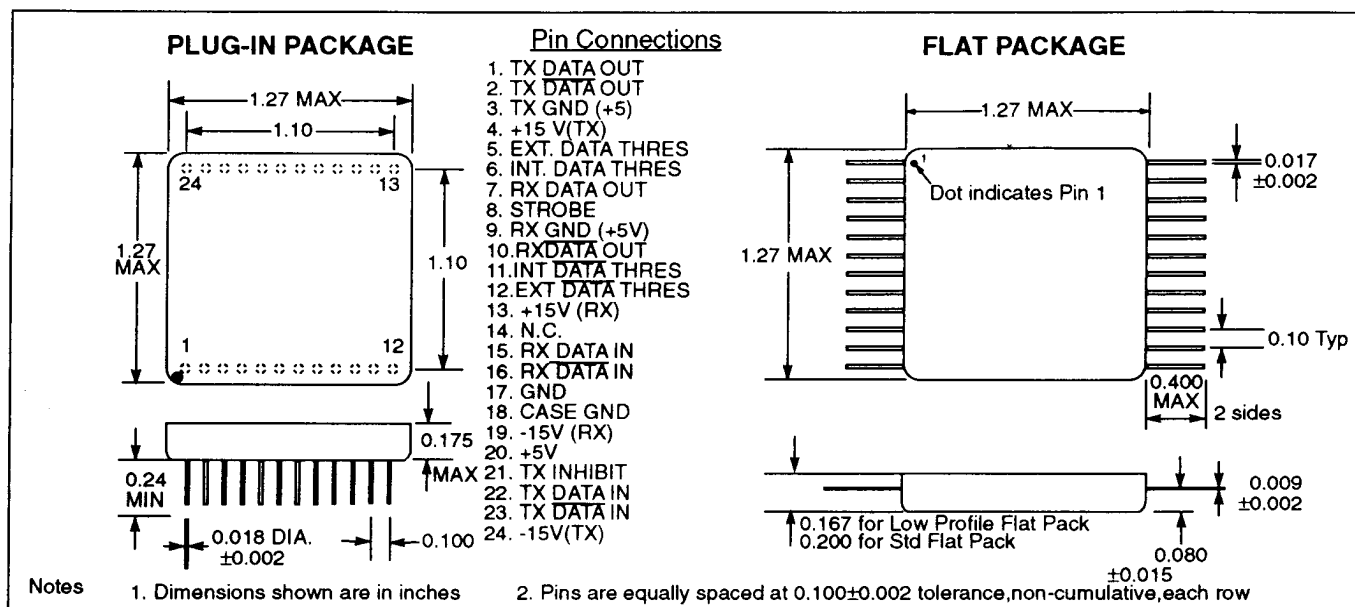 PLUG-IN PACKAGE
1.27 MAX
1.10
24
13
1.27
MAX
1.10
1
12
0.175
MAX
0.24
MIN
0.018 DIA.
±0.002
0.100
Pin Connections
1. TX DATA OUT
2. TX DATA OUT
3. TX GND (+5)
4. +15 V(TX)
5. EXT. DATA THRES
6. INT. DATA THRES
7. RX DATA OUT
8. STROBE
9. RX GND (+5V)
10.RXDATA OUT
11.INT DATA THRES
12.EXT DATA THRES
13. +15V (RX)
14. N.C.
15. RX DATA IN
16. RX DATA IN
17. GND
18. CASE GND
19. -15V (RX)
20. +5V
21. TX INHIBIT
22. TX DATA IN
23. TX DATA IN
24. -15V(TX)
FLAT PACKAGE
1.27 MAX
1
Dot indicates Pin 1
0.017
±0.002
1.27 MAX
0.10 Typ
0.400
MAX
2 sides
0.009
±0.002
0.167 for Low Profile Flat Pack
0.200 for Std Flat Pack
0.080
±0.015
Notes 1. Dimensions shown are in inches 2. Pins are equally spaced at 0.100±0.002 tolerance,non-cumulative,each row